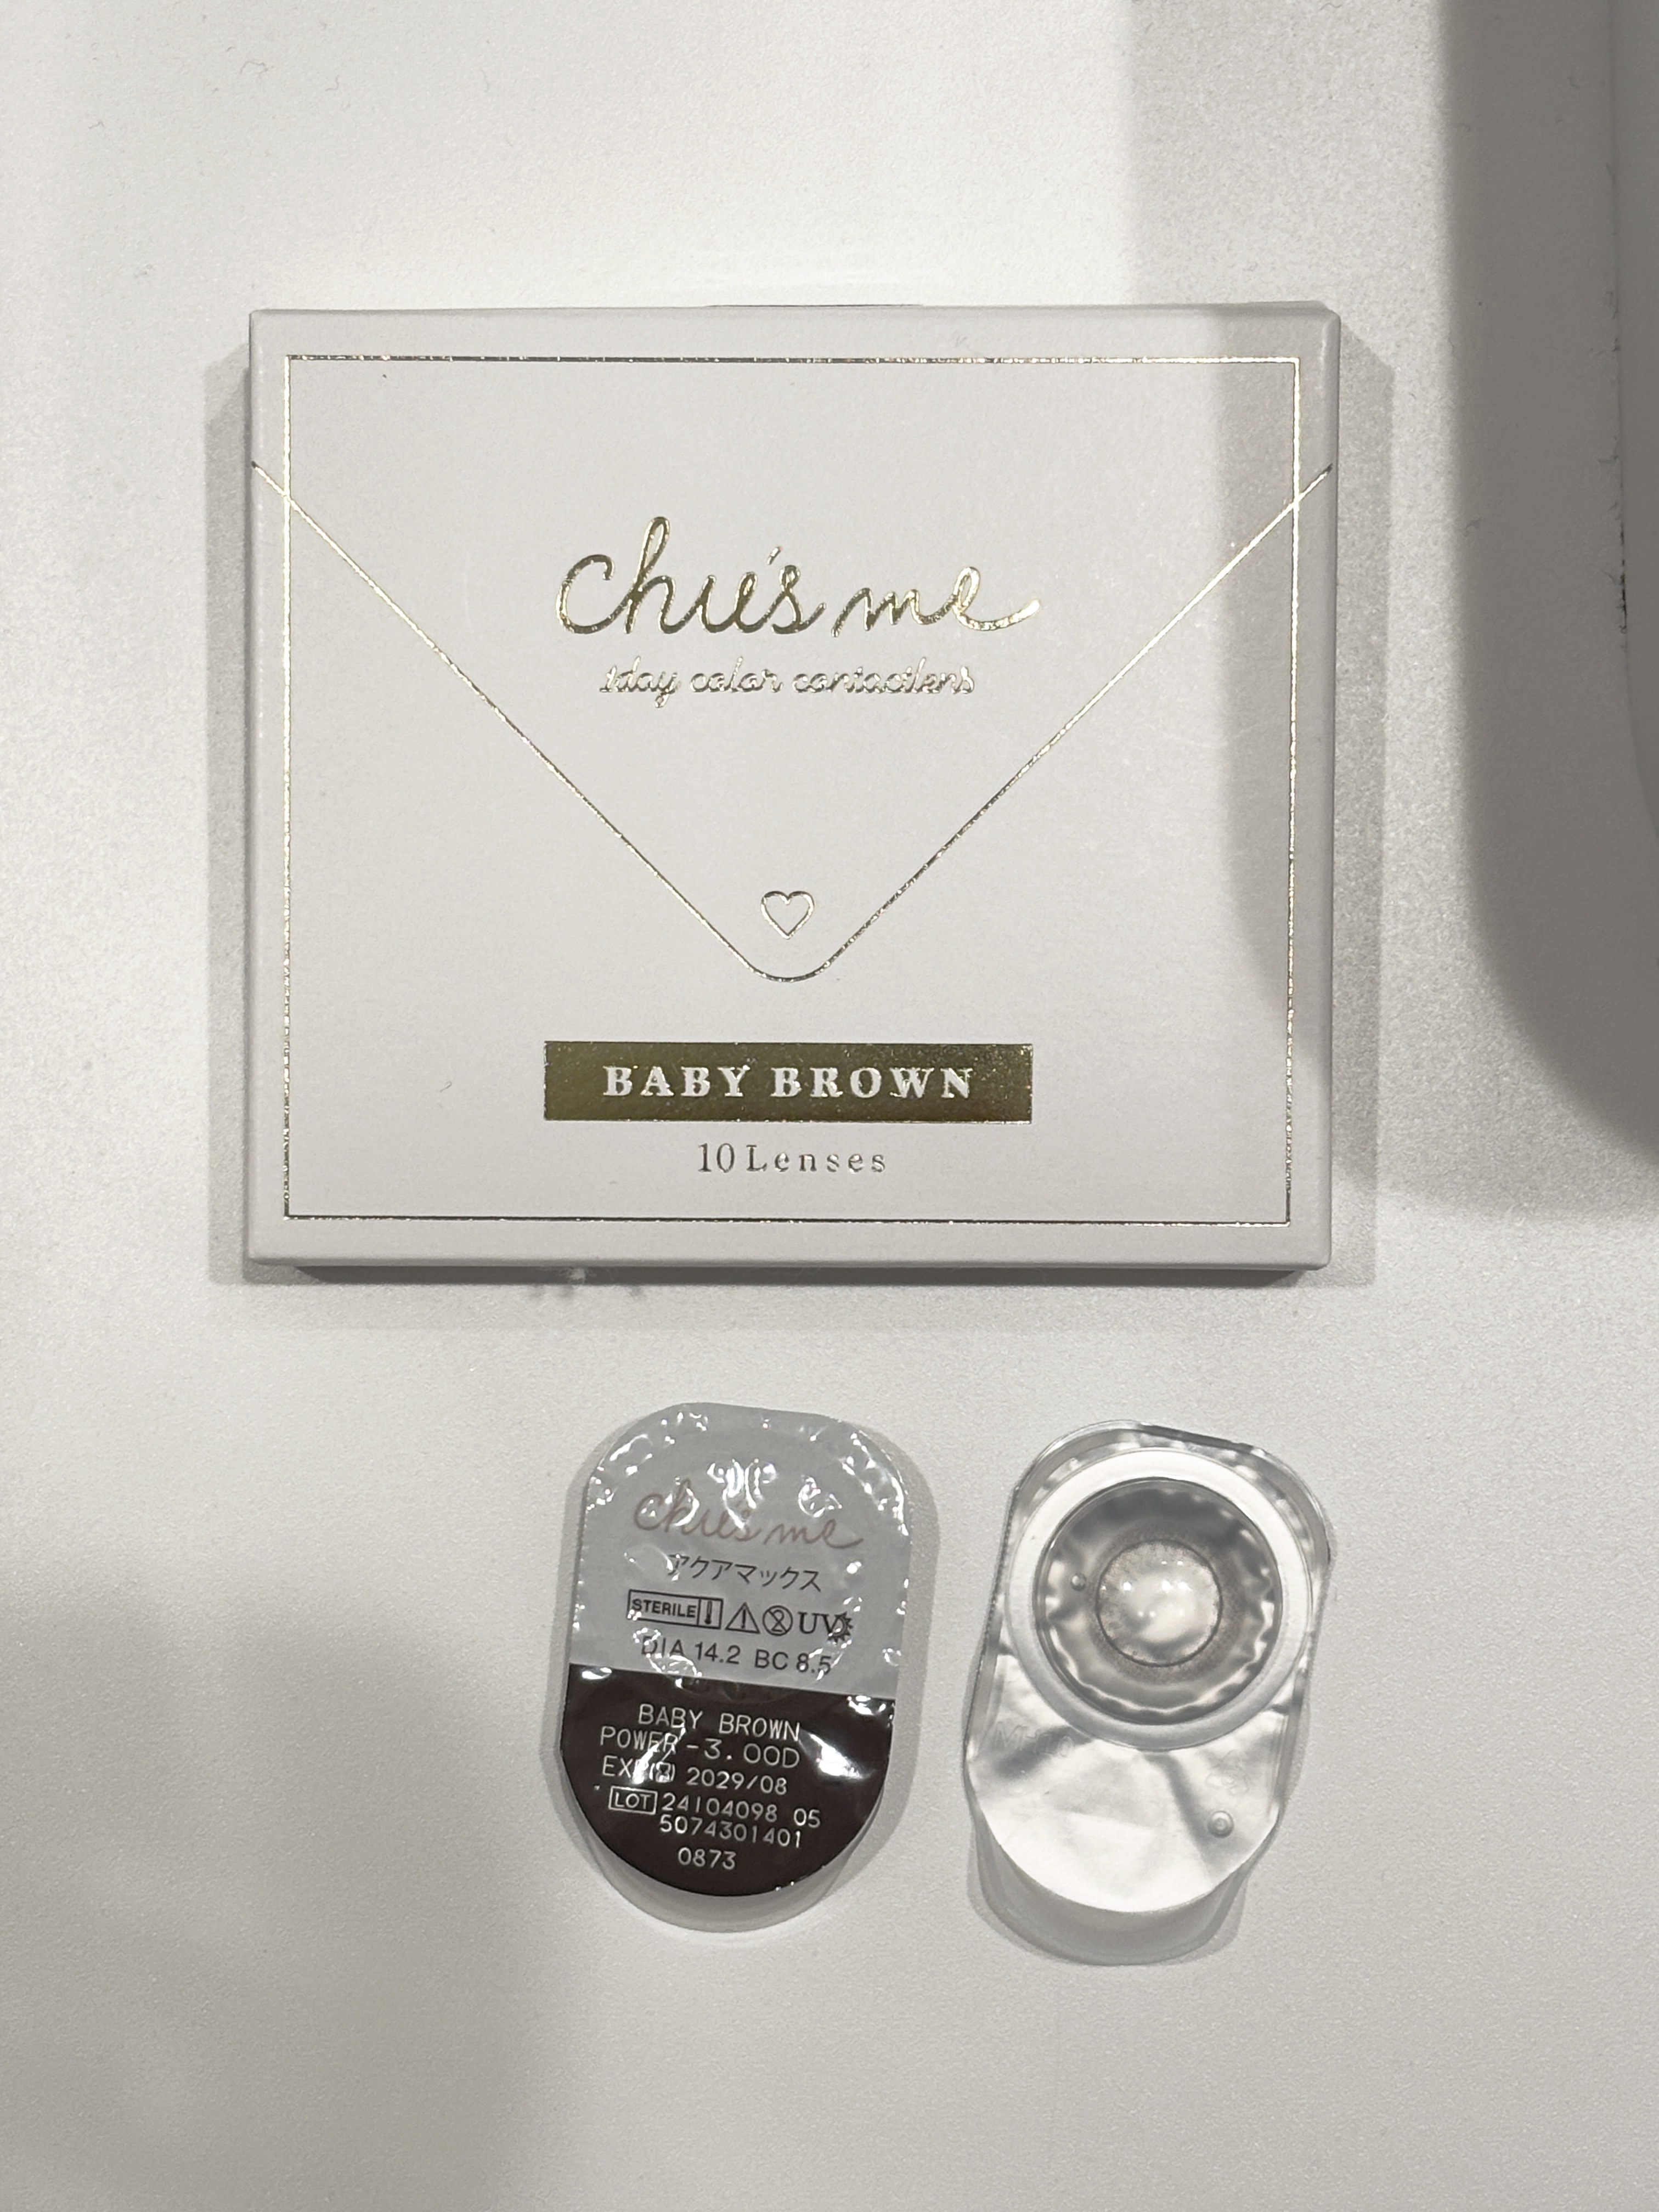 chu's me
1day color contactlens
BABY BROWN
10 Lenses
chu's me
アクアマックス
STERILE UV
DIA 14.2 BC 8.5
BABY BROWN
POWER -3.00D
EXP 2029/08
LOT 24104098 05
5074301401
0873